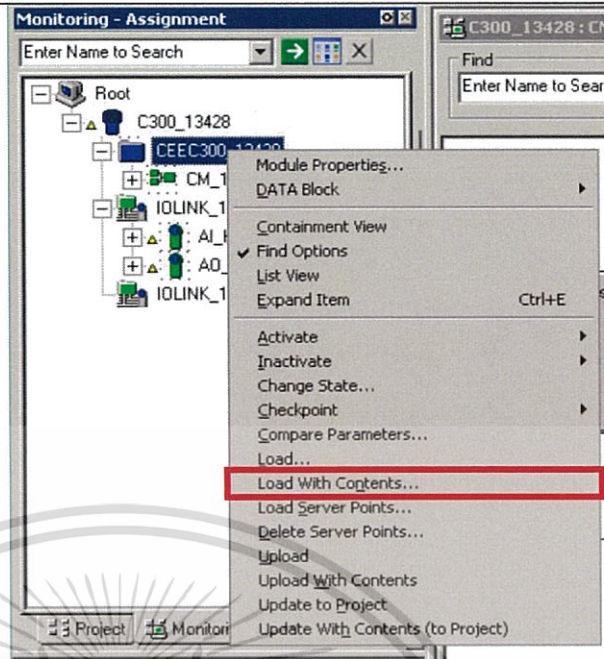 Monitoring - Assignment
Enter Name to Search
Root
C300_13428
CEEC300_13428
CM_1
IOLINK_1
AI_
AO_
IOLINK_1
Project
Monitori
C300_13428 : CM
Find
Enter Name to Sear
Module Properties...
DATA Block
Containment View
Find Options
List View
Expand Item Ctrl+E
Activate
Inactivate
Change State...
Checkpoint
Compare Parameters...
Load...
Load With Contents...
Load Server Points...
Delete Server Points...
Upload
Upload With Contents
Update to Project
Update With Contents (to Project)